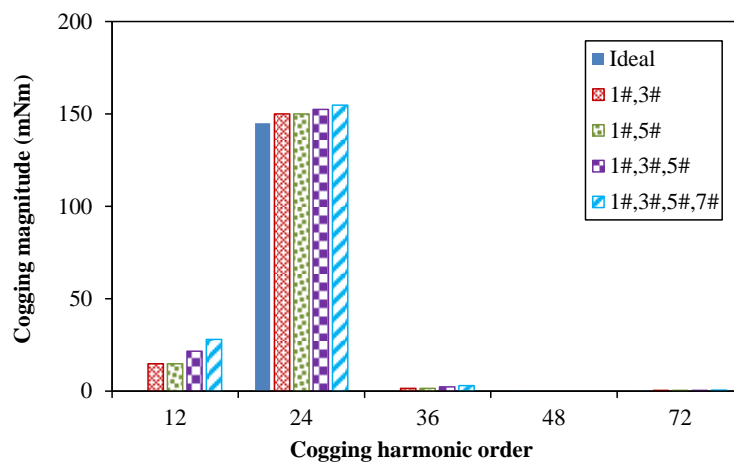 200
150
100
50
0
Cogging magnitude (mNm)
Ideal
1#,3#
1#,5#
1#,3#,5#
1#,3#,5#,7#
12 24 36 48 72
Cogging harmonic order